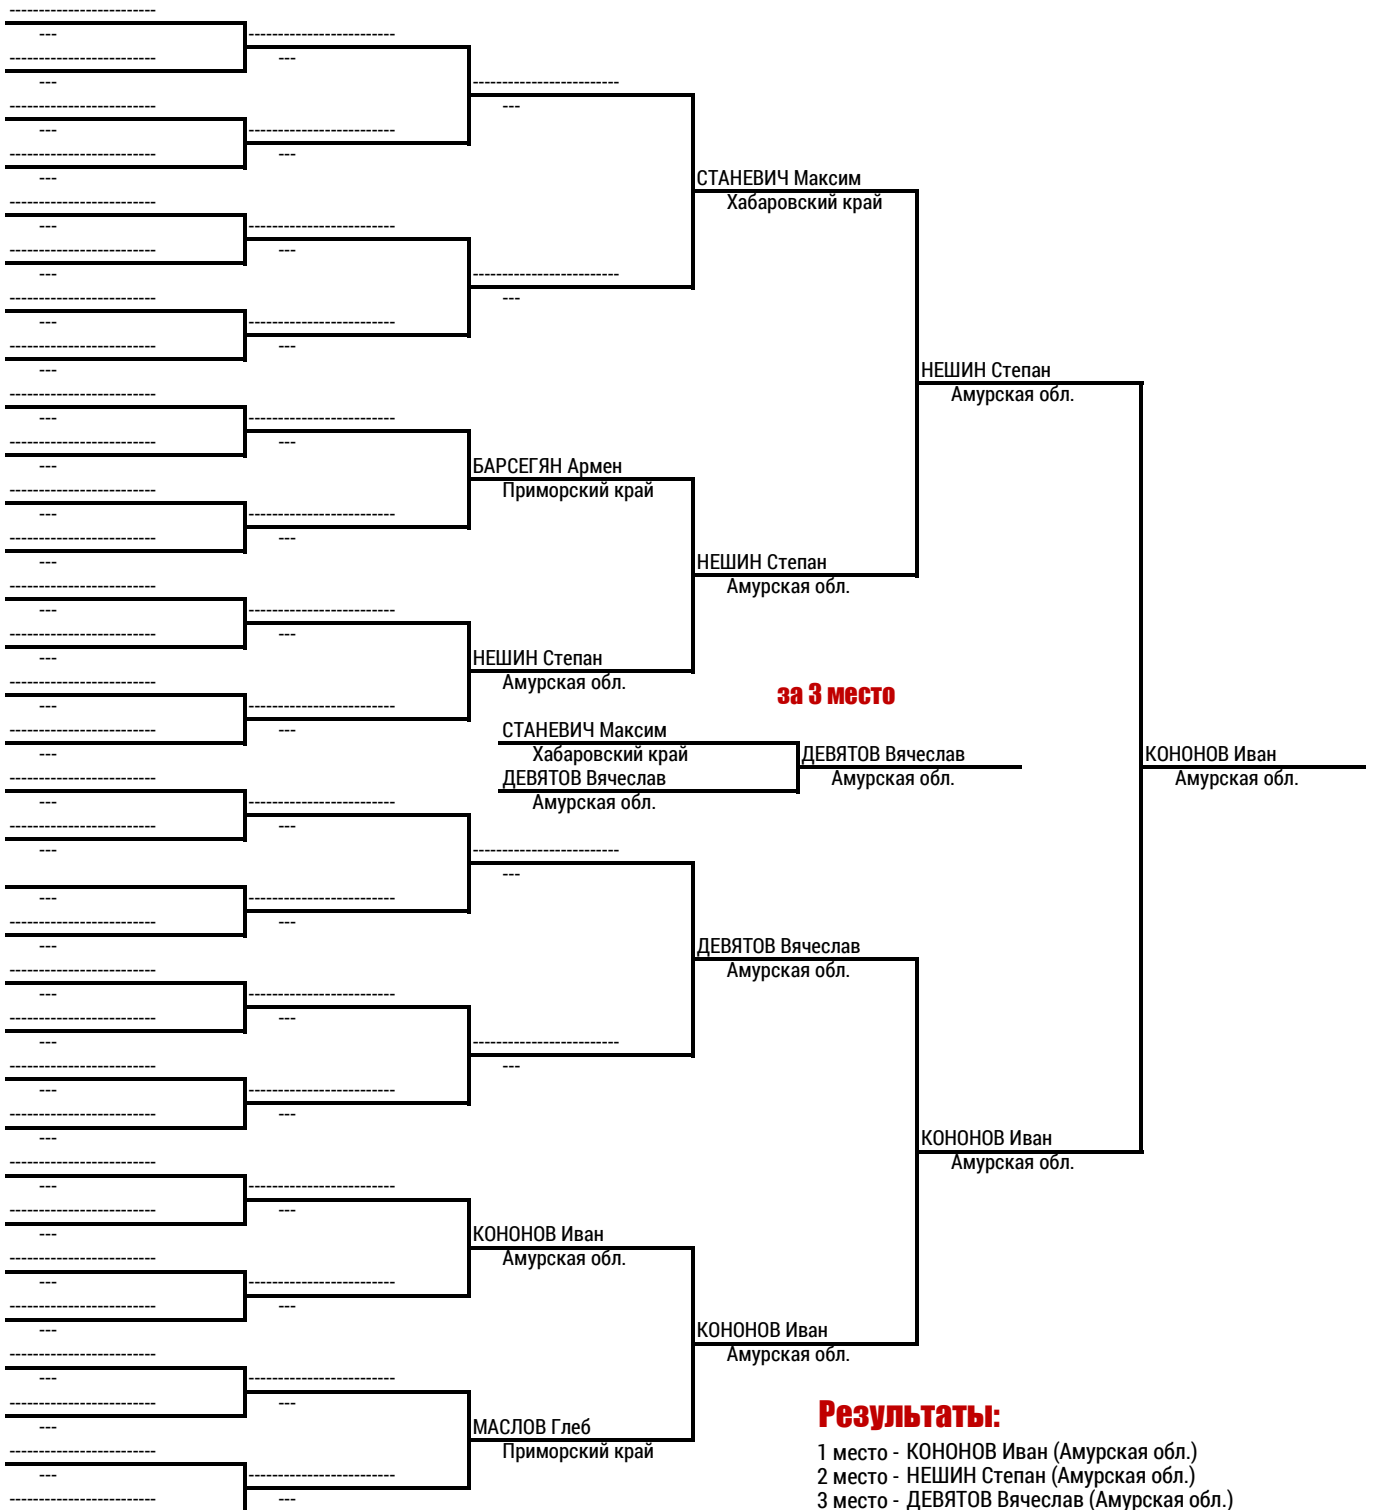 СТАНЕВИЧ Максим
Хабаровский край
НЕШИН Степан
Амурская обл.
БАРСЕГЯН Армен
Приморский край
НЕШИН Степан
Амурская обл.
НЕШИН Степан
Амурская обл.
за 3 место
СТАНЕВИЧ Максим
Хабаровский край
ДЕВЯТОВ Вячеслав
Амурская обл.
ДЕВЯТОВ Вячеслав
Амурская обл.
КОНОНОВ Иван
Амурская обл.
ДЕВЯТОВ Вячеслав
Амурская обл.
КОНОНОВ Иван
Амурская обл.
КОНОНОВ Иван
Амурская обл.
КОНОНОВ Иван
Амурская обл.
МАСЛОВ Глеб
Приморский край
Результаты:
1 место - КОНОНОВ Иван (Амурская обл.)
2 место - НЕШИН Степан (Амурская обл.)
3 место - ДЕВЯТОВ Вячеслав (Амурская обл.)